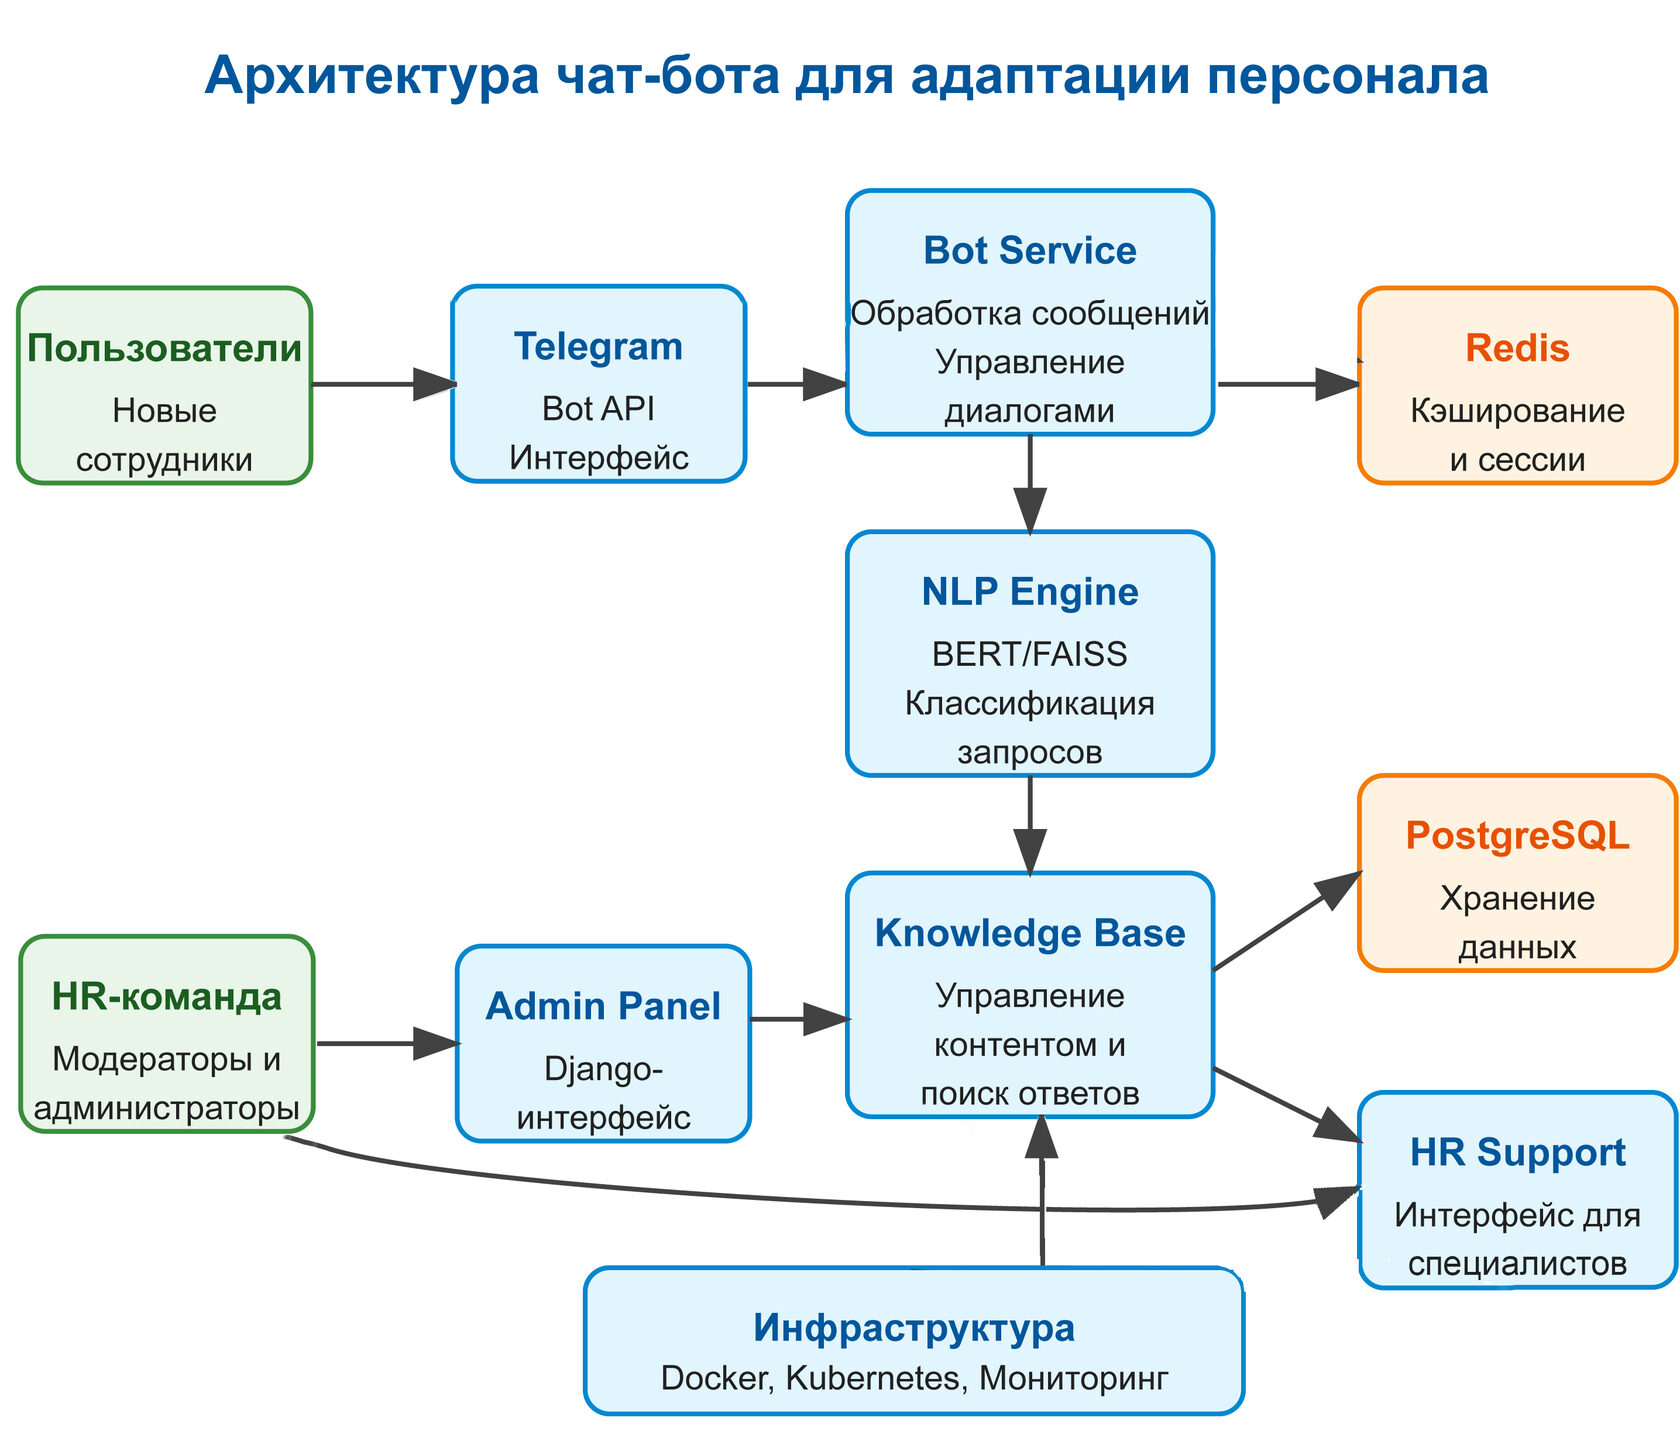 Архитектура чат-бота для адаптации персонала
Пользователи
Новые
сотрудники
Telegram
Bot API
Интерфейс
Bot Service
Обработка сообщений
Управление
диалогами
Redis
Кэширование
и сессии
NLP Engine
BERT/FAISS
Классификация
запросов
PostgreSQL
Хранение
данных
HR-команда
Модераторы и
администраторы
Admin Panel
Django-
интерфейс
Knowledge Base
Управление
контентом и
поиск ответов
HR Support
Интерфейс для
специалистов
Инфраструктура
Docker, Kubernetes, Мониторинг